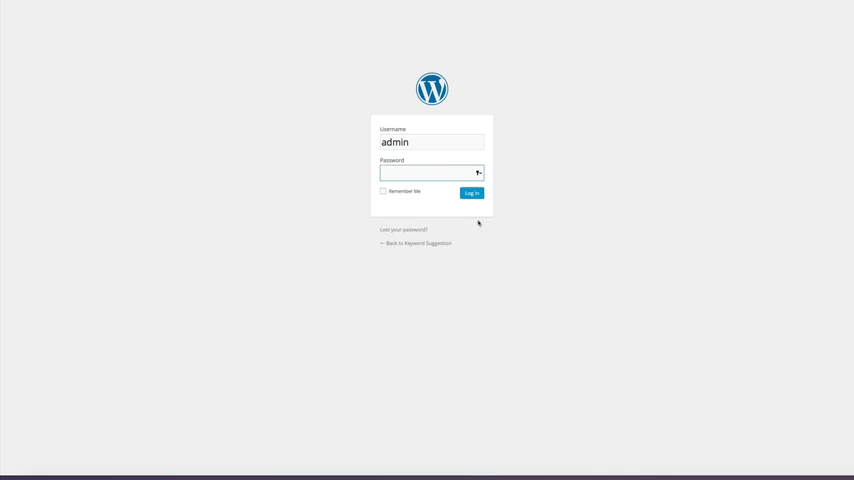 Username
admin
Password
Remember Me
Log In
Lost your password?
← Back to Keyword Suggestion